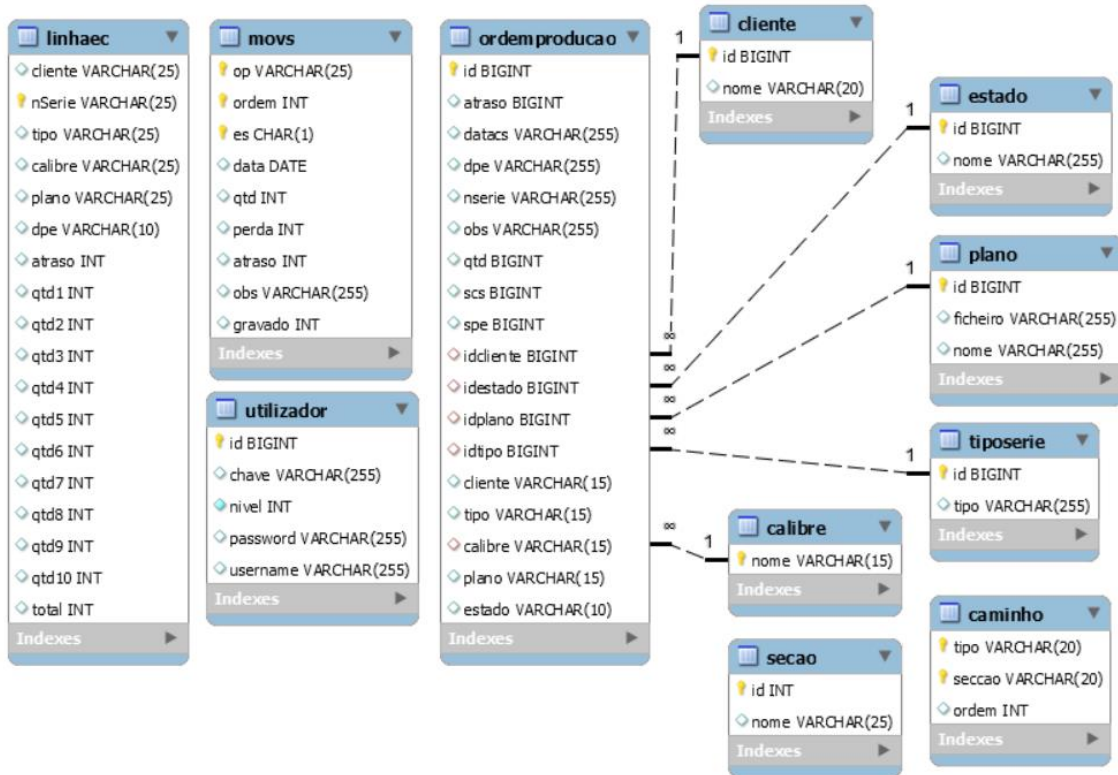 linhaec
cliente VARCHAR(25)
nSerie VARCHAR(25)
tipo VARCHAR(25)
calibre VARCHAR(25)
plano VARCHAR(25)
dpe VARCHAR(10)
atraso INT
qtd1 INT
qtd2 INT
qtd3 INT
qtd4 INT
qtd5 INT
qtd6 INT
qtd7 INT
qtd8 INT
qtd9 INT
qtd10 INT
total INT
Indexes
movs
op VARCHAR(25)
ordem INT
es CHAR(1)
data DATE
qtd INT
perda INT
atraso INT
obs VARCHAR(255)
gravado INT
Indexes
utilizador
id BIGINT
chave VARCHAR(255)
nivel INT
password VARCHAR(255)
username VARCHAR(255)
Indexes
ordemproducao
id BIGINT
atraso BIGINT
datacs VARCHAR(255)
dpe VARCHAR(255)
nserie VARCHAR(255)
obs VARCHAR(255)
qtd BIGINT
scs BIGINT
spe BIGINT
idcliente BIGINT
idestado BIGINT
idplano BIGINT
idtipo BIGINT
cliente VARCHAR(15)
tipo VARCHAR(15)
calibre VARCHAR(15)
plano VARCHAR(15)
estado VARCHAR(10)
Indexes
∞
∞
∞
∞
∞
1
cliente
id BIGINT
nome VARCHAR(20)
Indexes
1
estado
id BIGINT
nome VARCHAR(255)
Indexes
1
plano
id BIGINT
ficheiro VARCHAR(255)
nome VARCHAR(255)
Indexes
1
tiposerie
id BIGINT
tipo VARCHAR(255)
Indexes
1
calibre
nome VARCHAR(15)
Indexes
secao
id INT
nome VARCHAR(25)
Indexes
caminho
tipo VARCHAR(20)
seccao VARCHAR(20)
ordem INT
Indexes